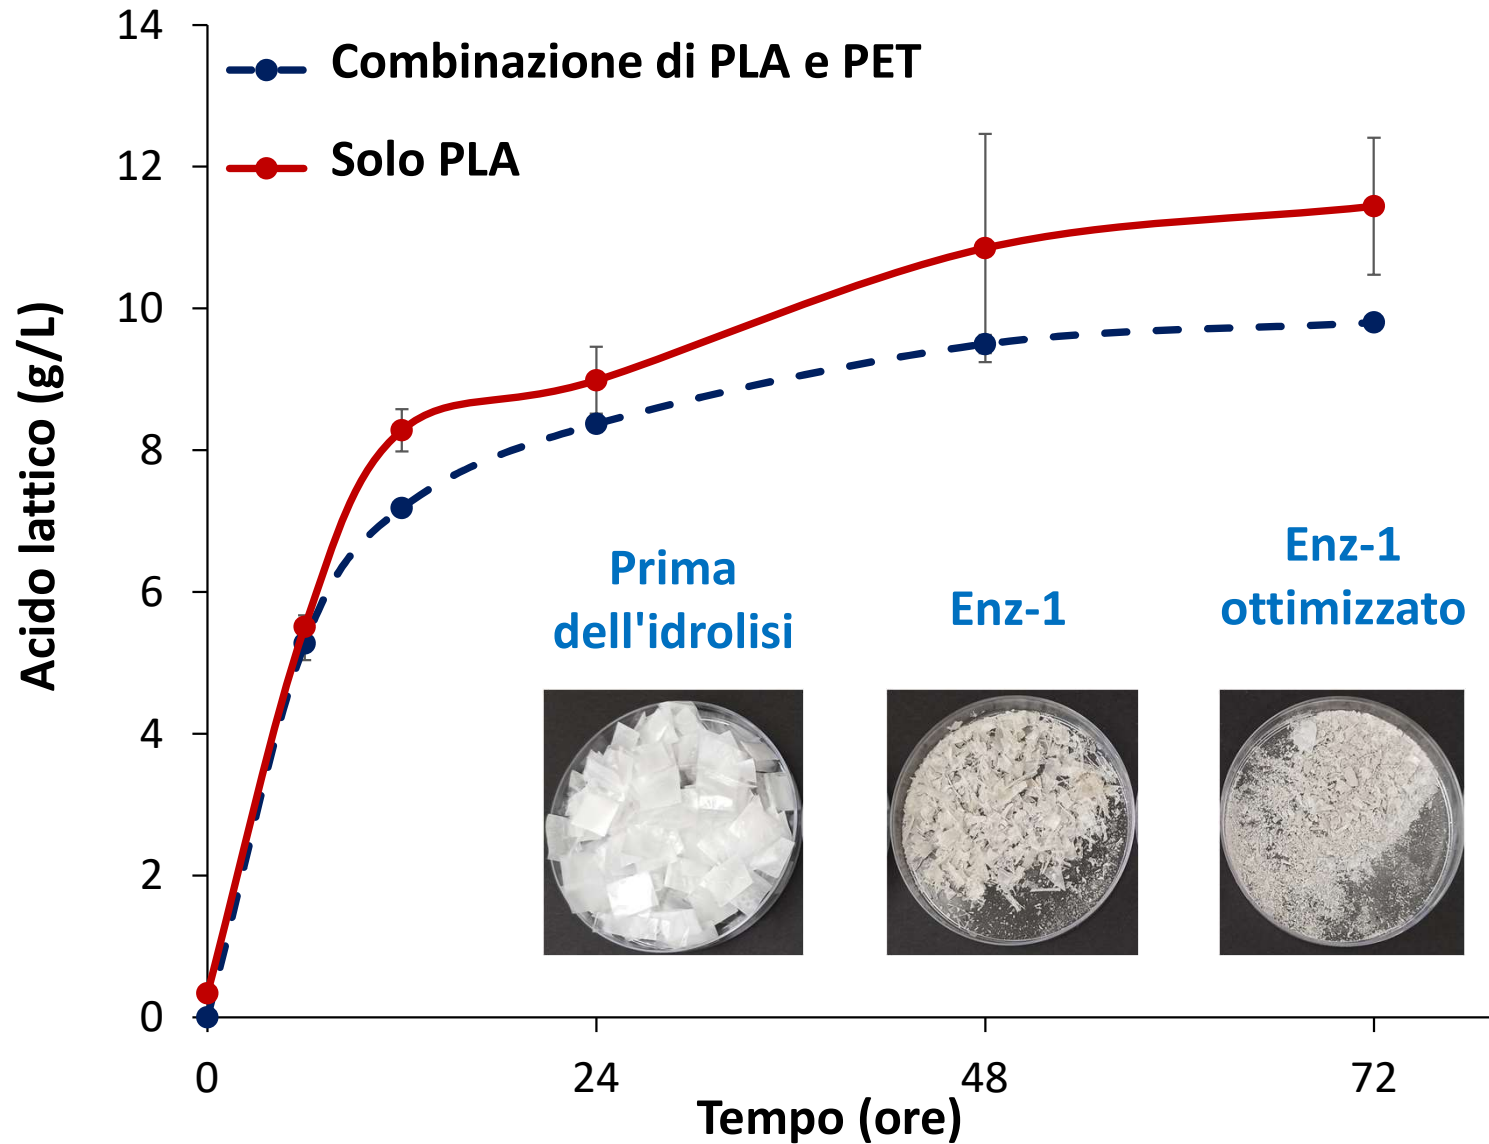 14
Combinazione di PLA e PET
Solo PLA
12
10
8
6
4
2
0
Acido lattico (g/L)
Prima
dell'idrolisi
Enz-1
Enz-1
ottimizzato
0
24
48
72
Tempo (ore)